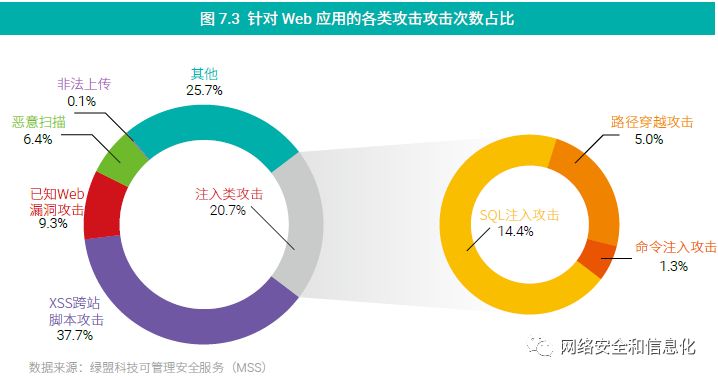 图 7.3 针对 Web 应用的各类攻击攻击次数占比
其他
25.7%
非法上传
0.1%
恶意扫描
6.4%
已知Web
漏洞攻击
9.3%
XSS跨站
脚本攻击
37.7%
注入类攻击
20.7%
SQL注入攻击
14.4%
路径穿越攻击
5.0%
命令注入攻击
1.3%
网络安全和信息化
数据来源：绿盟科技可管理安全服务（MSS）